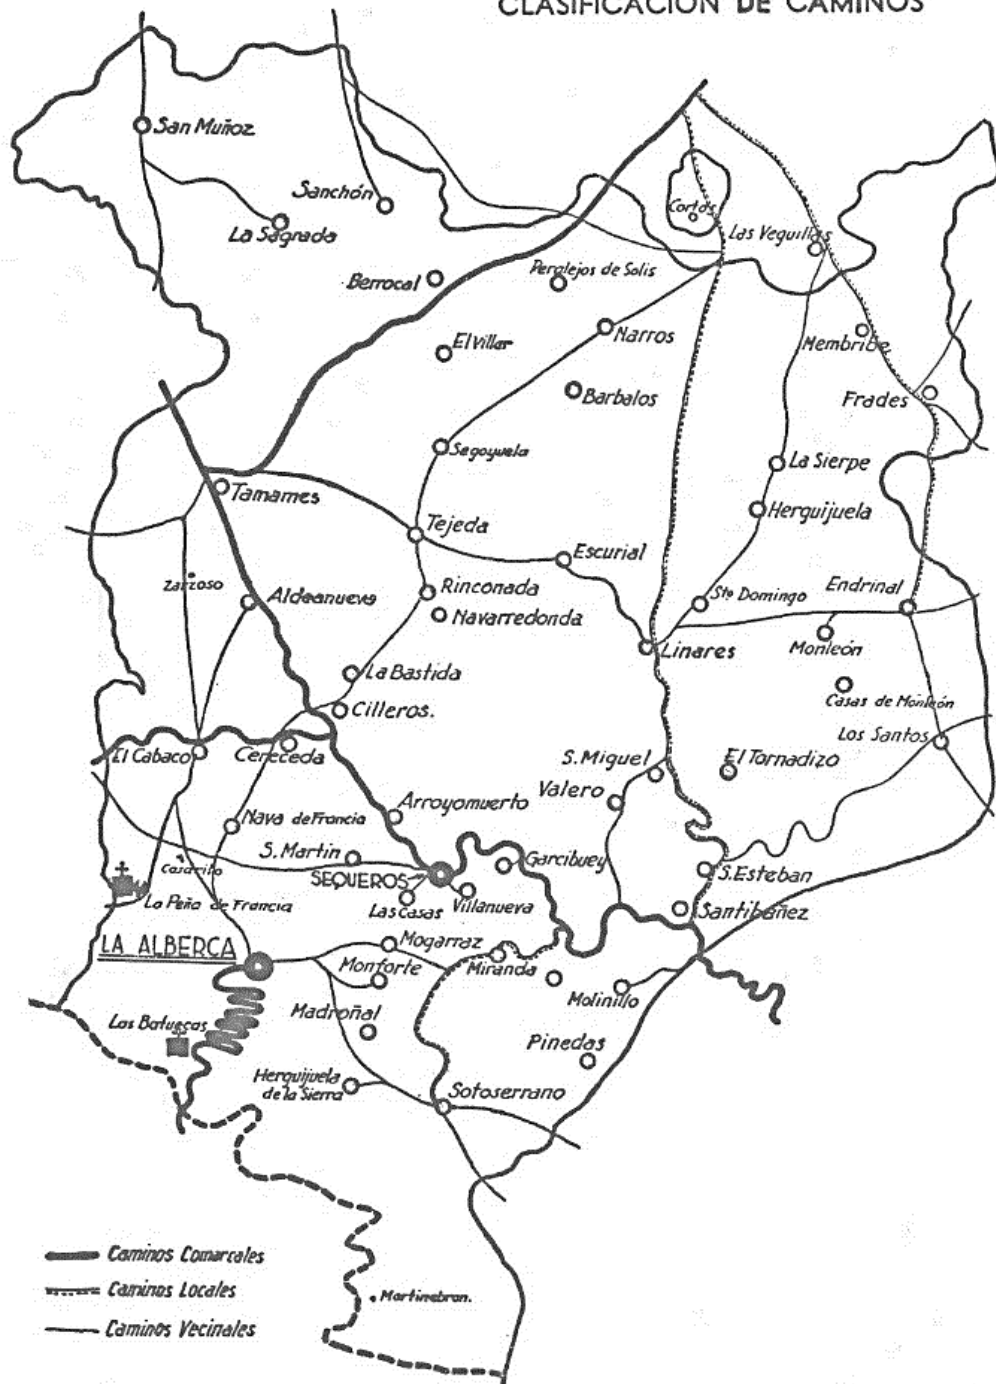 CLASIFICACION DE CAMINOS
San Muñoz
Sanchón
La Sagrada
Cortos
Las Veguillas
Berrocal
Peralejos de Solis
El villar
Narros
Membribe
Barbalos
Frades
Segoyuela
La Sierpe
Tamames
Herguijuela
Tejeda
Escurial
Zarzoso
Aldeanueva
Rinconada
Sto Domingo
Endrinal
Navarredonda
Linares
Monleón
La Bastida
Casas de Monleón
Cilleros.
Los Santos
El Cabaco
Cereceda
S. Miguel
El Tornadizo
Valero
Arroyomuerto
Nava de Francia
S. Martin
Garcibuey
Casarito
SEQUEROS
S. Esteban
La Peña de Francia
Las Casas
Villanueva
Santibáñez
LA ALBERCA
Mogarraz
Monforte
Miranda
Molinillo
Madroñal
Las Batuecas
Pinedas
Herguijuela
de la Sierra
Sotoserrano
Caminos Comarcales
Caminos Locales
Martinebron.
Caminos Vecinales